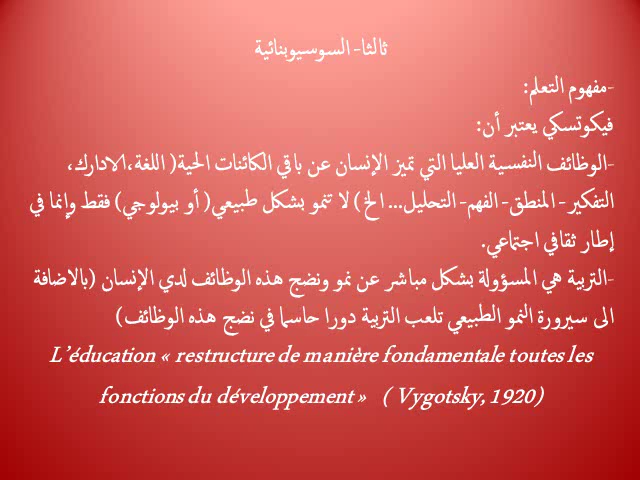 ثالثا- السوسيوبنائية
-مفهوم التعلم:
فيكوتسكي يعتبر أن:
-الوظائف النفسية العليا التي تميز الإنسان عن باقي الكائنات الحية( اللغة،الادارك،
التفكير- المنطق- الفهم- التحليل... الخ) لا تنمو بشكل طبيعي( أو بيولوجي) فقط وإنما في
إطار ثقافي اجتماعي.
-التربية هي المسؤولة بشكل مباشر عن نمو ونضج هذه الوظائف لدي الإنسان (بالاضافة
الى سيرورة النمو الطبيعي تلعب التربية دورا حاسما في نضج هذه الوظائف)
L’éducation « restructure de manière fondamentale toutes les
fonctions du développement » ( Vygotsky, 1920)